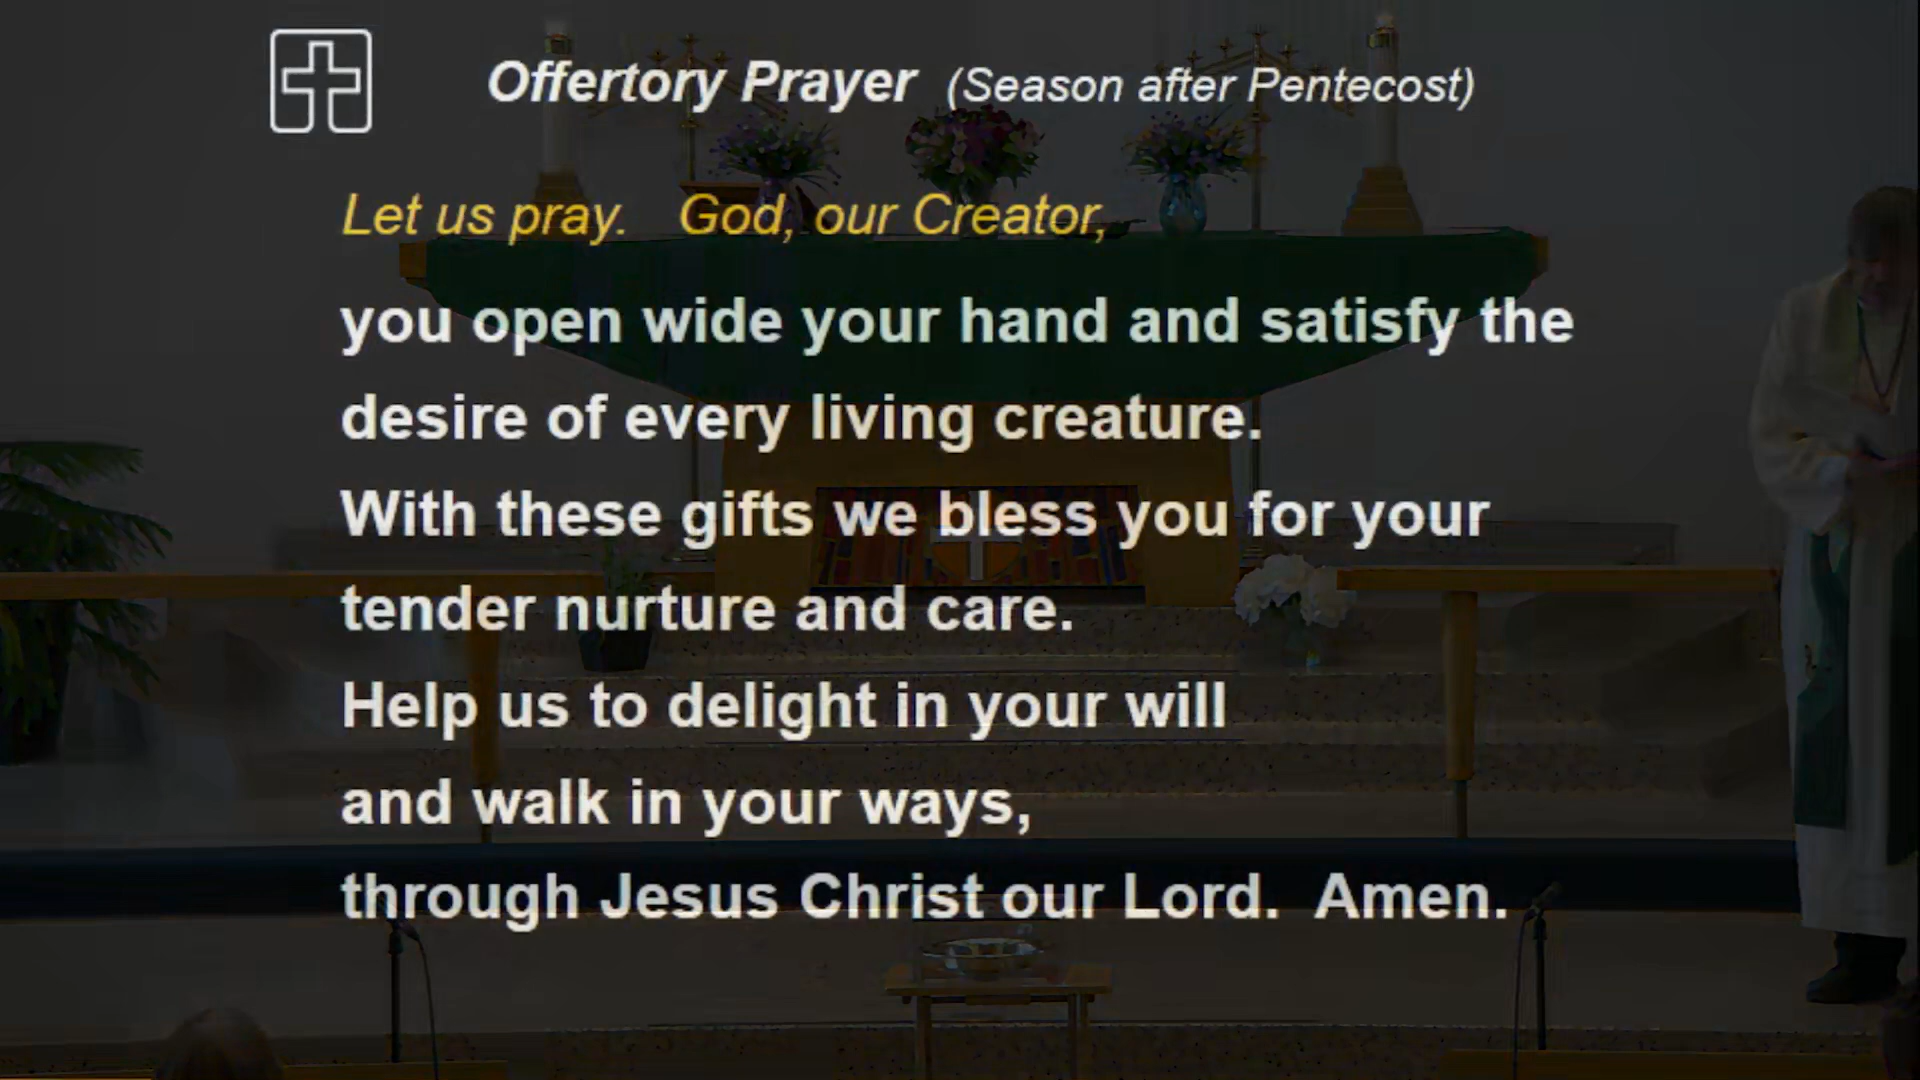 Offertory Prayer (Season after Pentecost)
Let us pray. God, our Creator,
you open wide your hand and satisfy the
desire of every living creature.
With these gifts we bless you for your
tender nurture and care.
Help us to delight in your will
and walk in your ways,
through Jesus Christ our Lord. Amen.